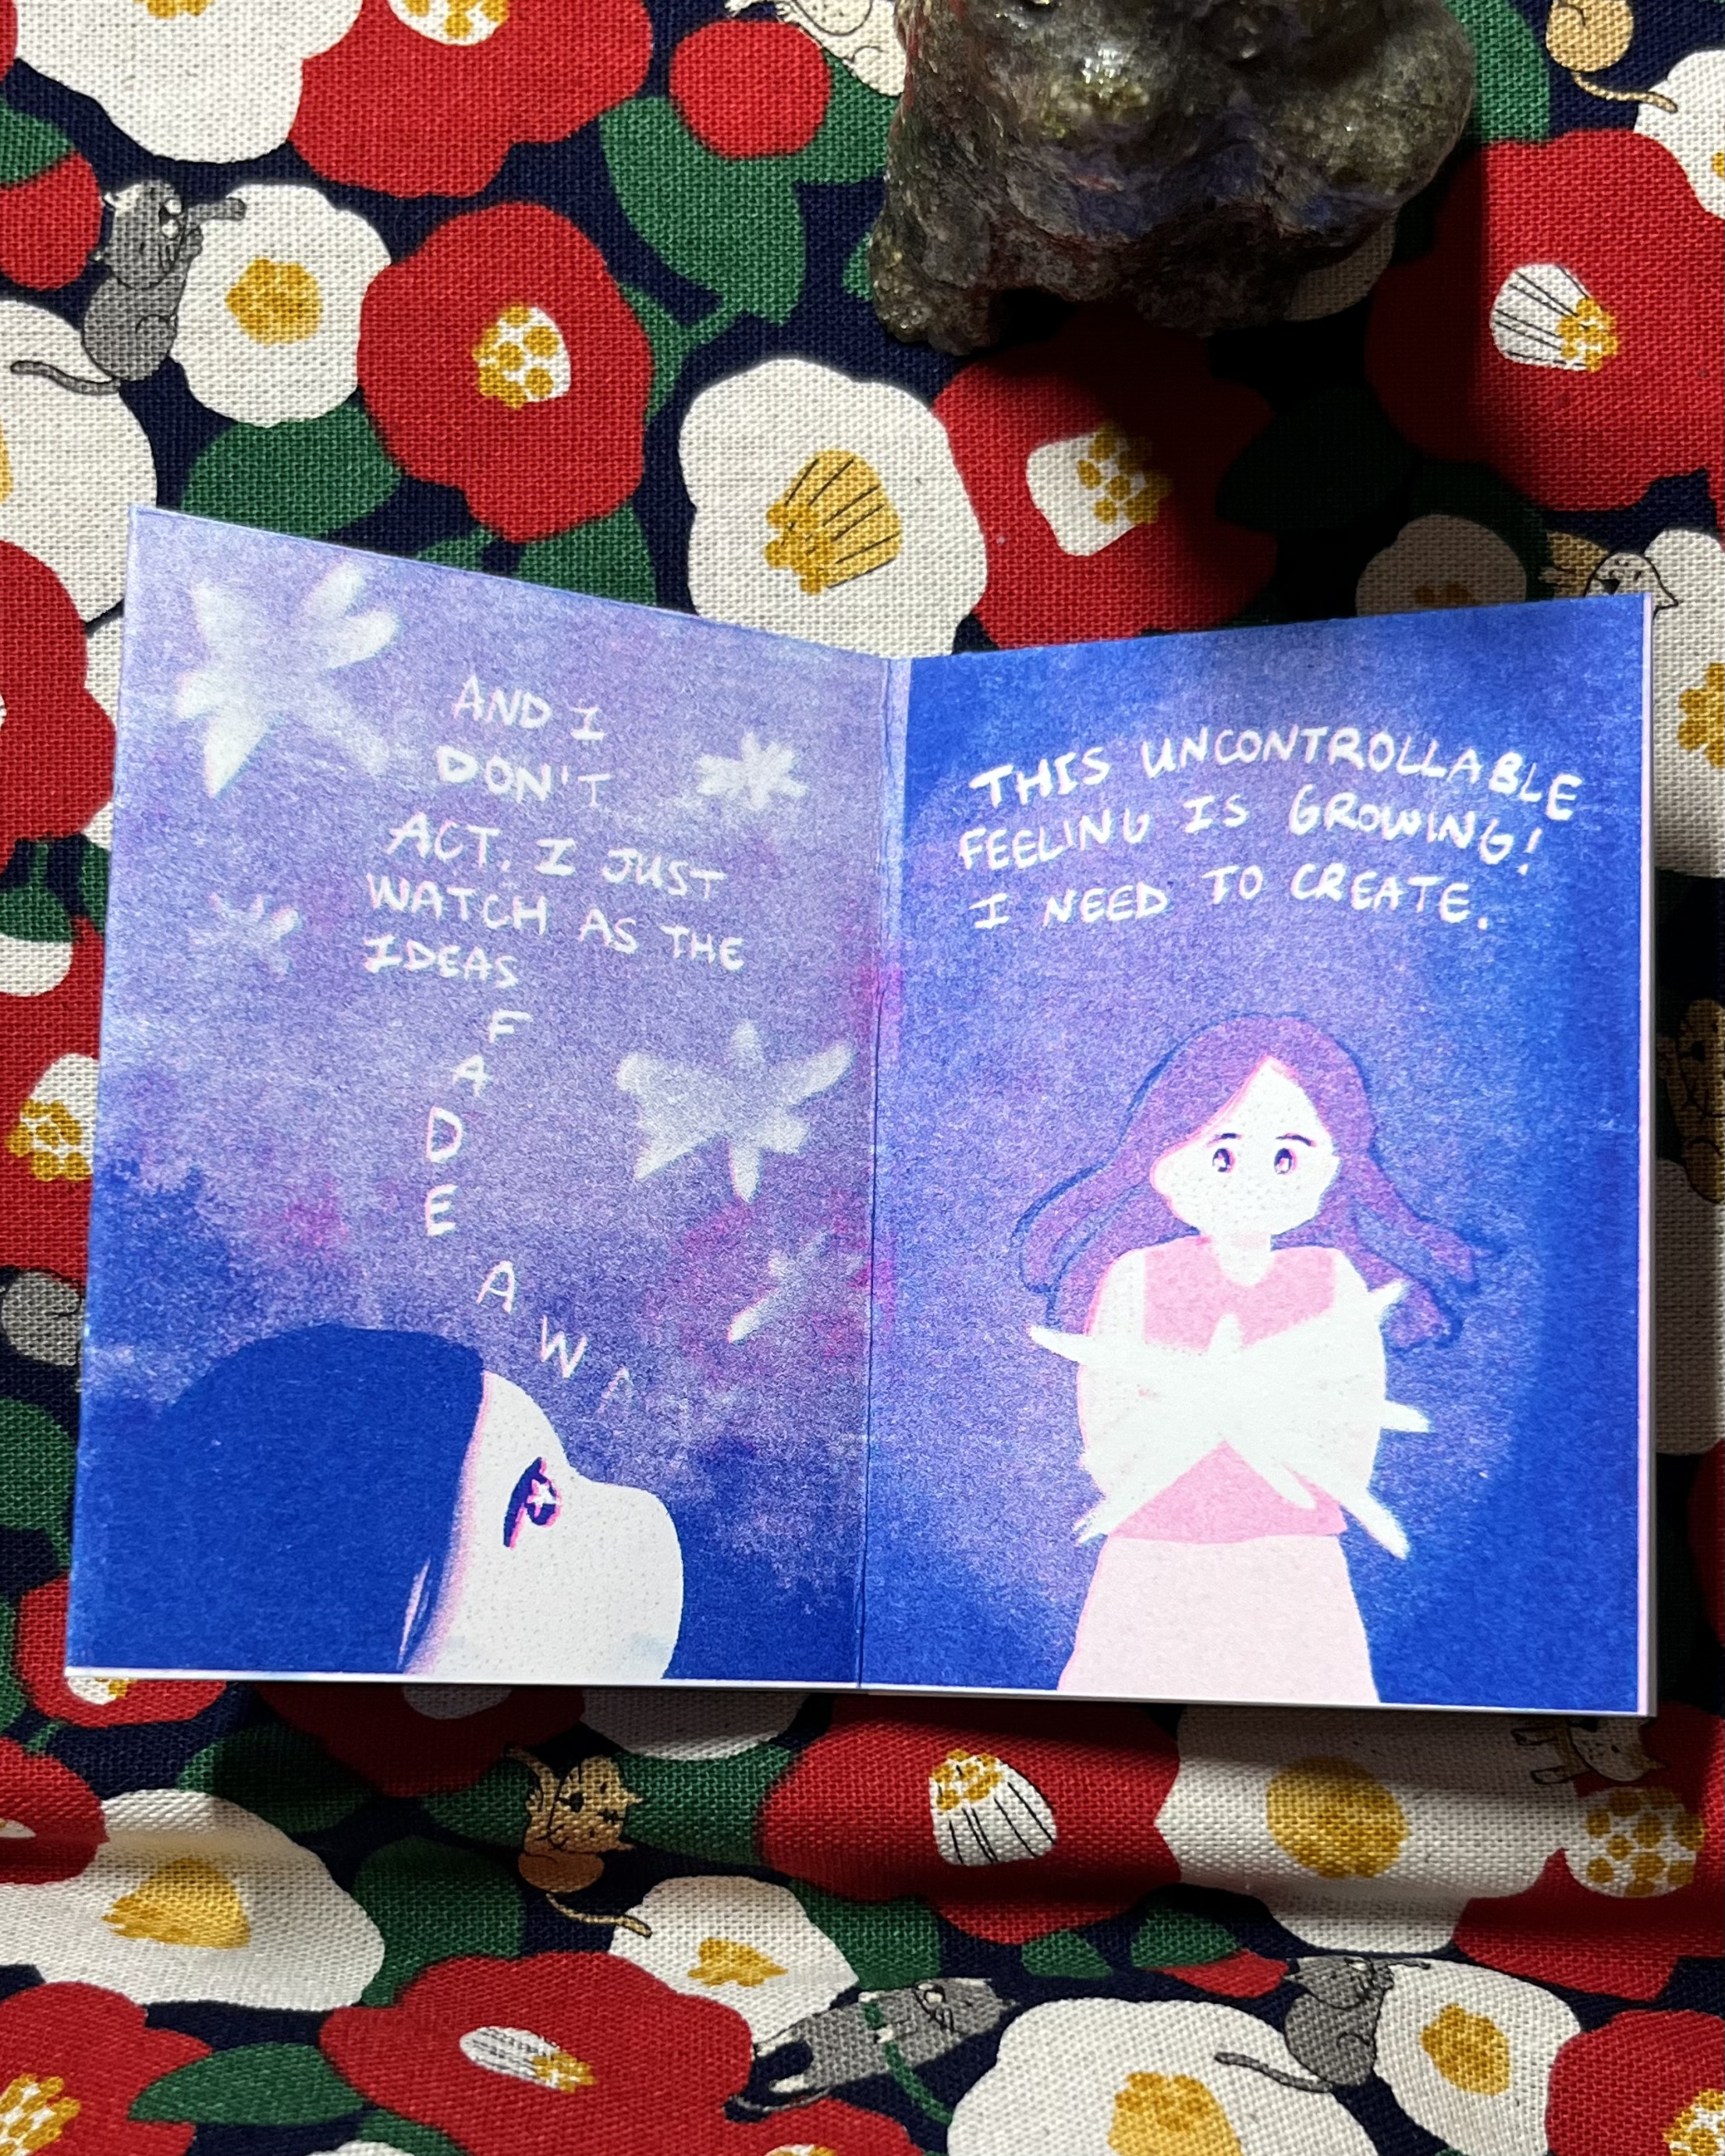 AND I
DON'T
ACT. I JUST
WATCH AS THE
IDEAS
F
A
D
E
A
W
A
THIS UNCONTROLLABLE
FEELING IS GROWING!
I NEED TO CREATE.